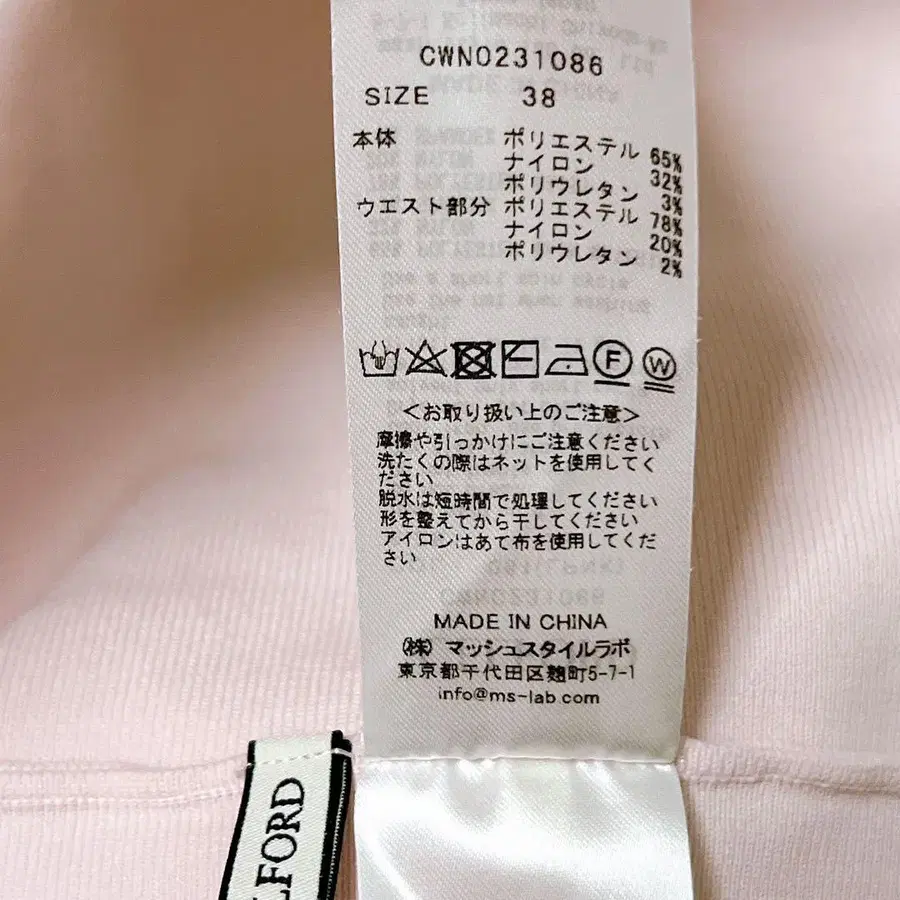 CWNO231086
SIZE 38
本体 ポリエステル 65%
ナイロン 32%
ポリウレタン 3%
ウエスト部分 ポリエステル 78%
ナイロン 20%
ポリウレタン 2%
F W
＜お取り扱い上のご注意＞
摩擦や引っかけにご注意ください
洗たくの際はネットを使用してく
ださい
脱水は短時間で処理してください
形を整えてから干してください
アイロンはあて布を使用してくだ
さい
MADE IN CHINA
(株) マッシュスタイルラボ
東京都千代田区麹町5-7-1
info@ms-lab.com
LFORD